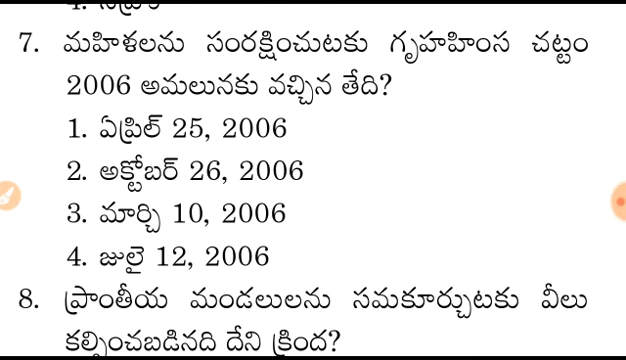 7. మహిళలను సంరక్షించుటకు గృహహింస చట్టం
2006 అమలునకు వచ్చిన తేది?
1. ఏప్రిల్ 25, 2006
2. అక్టోబర్ 26, 2006
3. మార్చి 10, 2006
4. జులై 12, 2006
8. ప్రాంతీయ మండలులను సమకూర్చుటకు వీలు
కల్పించబడినది దేని క్రింద?